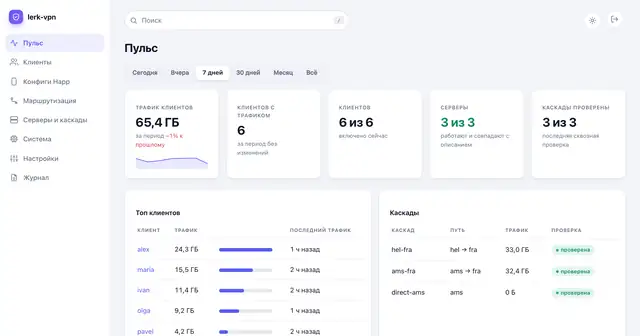 lerk-vpn
Поиск
/
Пульс
Клиенты
Конфиги Happ
Маршрутизация
Серверы и каскады
Система
Настройки
Журнал
Пульс
Сегодня Вчера 7 дней 30 дней Месяц Всё
ТРАФИК КЛИЕНТОВ
65,4 ГБ
за период −1% к
прошлому
КЛИЕНТОВ С
ТРАФИКОМ
6
за период без
изменений
КЛИЕНТЫ
6 из 6
включено сейчас
СЕРВЕРЫ
3 из 3
работают и совпадают с
описанием
КАСКАДЫ ПРОВЕРЕНЫ
3 из 3
последняя сквозная
проверка
Топ клиентов
КЛИЕНТ ТРАФИК ПОСЛЕДНИЙ ТРАФИК
alex 24,3 ГБ 1 ч назад
maria 15,5 ГБ 2 ч назад
ivan 11,4 ГБ 2 ч назад
olga 9,2 ГБ 1 ч назад
pavel 4,2 ГБ 2 ч назад
Каскады
КАСКАД ПУТЬ ТРАФИК ПРОВЕРКА
hel-fra hel → fra 33,0 ГБ проверена
ams-fra ams → fra 32,4 ГБ проверена
direct-ams ams 0 Б проверена